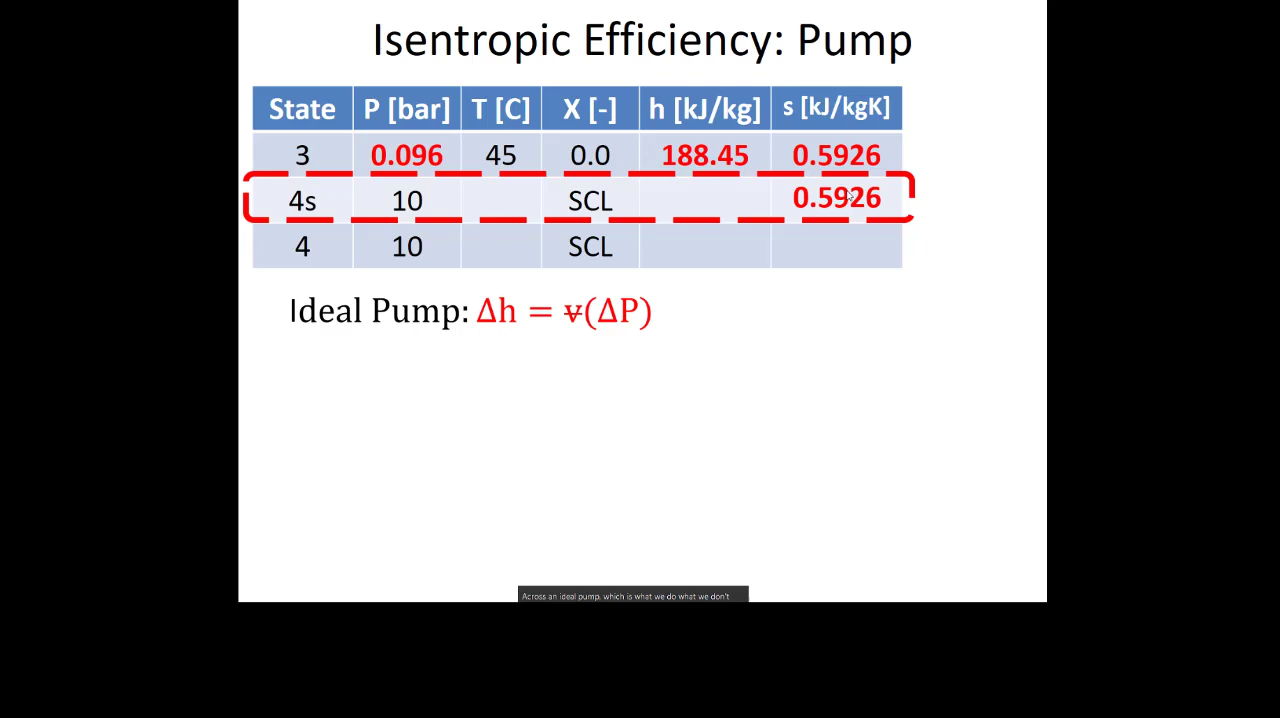 Isentropic Efficiency: Pump
State P [bar] T [C] X [-] h [kJ/kg] s [kJ/kgK]
3 0.096 45 0.0 188.45 0.5926
4s 10 SCL 0.5926
4 10 SCL
Ideal Pump: Δh = v̶(ΔP)
Across an ideal pump, which is what we do what we don't